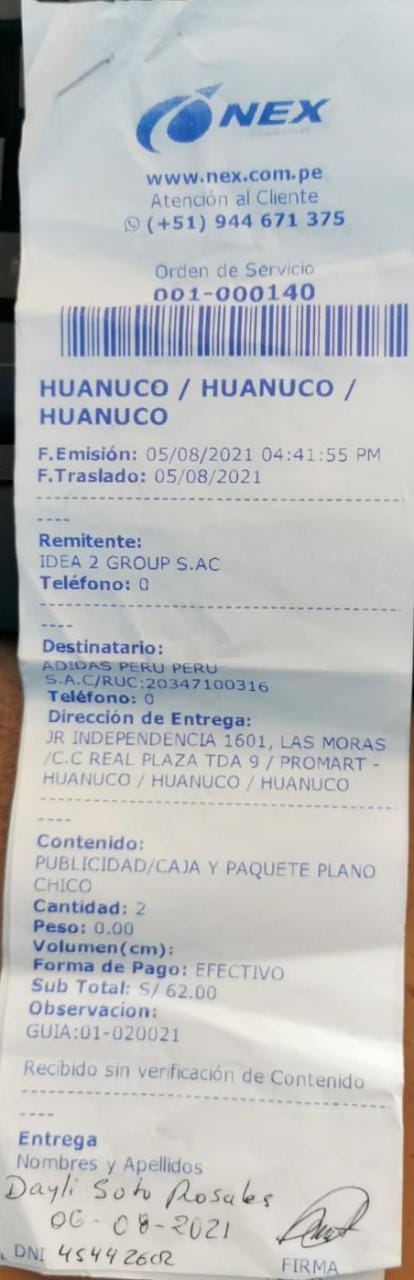 NEX
www.nex.com.pe
Atención al Cliente
(+51) 944 671 375
Orden de Servicio
001-000140
HUANUCO / HUANUCO /
HUANUCO
F.Emisión: 05/08/2021 04:41:55 PM
F.Traslado: 05/08/2021
Remitente:
IDEA 2 GROUP S.AC
Teléfono: 0
Destinatario:
ADIDAS PERU PERU
S.A.C/RUC:20347100316
Teléfono: 0
Dirección de Entrega:
JR INDEPENDENCIA 1601, LAS MORAS
/C.C REAL PLAZA TDA 9 / PROMART -
HUANUCO / HUANUCO / HUANUCO
Contenido:
PUBLICIDAD/CAJA Y PAQUETE PLANO
CHICO
Cantidad: 2
Peso: 0.00
Volumen(cm):
Forma de Pago: EFECTIVO
Sub Total: S/ 62.00
Observacion:
GUIA:01-020021
Recibido sin verificación de Contenido
Entrega
Nombres y Apellidos
Dayli Soto Rosales
06-08-2021
DNI 45442602
FIRMA